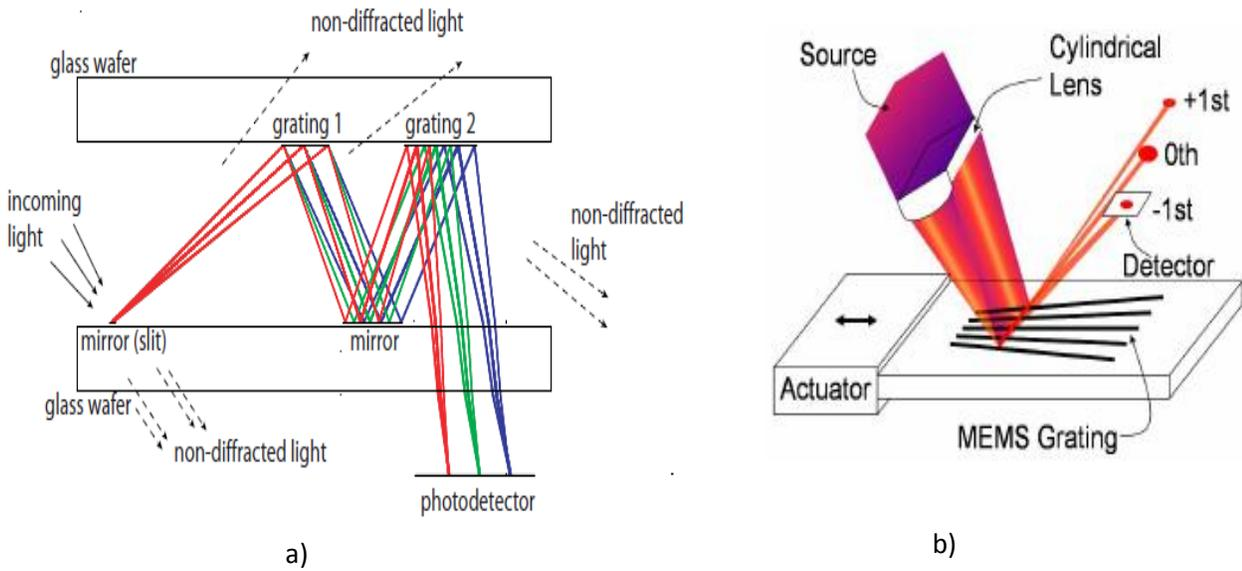 non-diffracted light
glass wafer
grating 1
grating 2
incoming
light
non-diffracted
light
mirror (slit)
mirror
glass wafer
non-diffracted light
photodetector
a)
Source
Cylindrical
Lens
+1st
0th
-1st
Detector
Actuator
MEMS Grating
b)